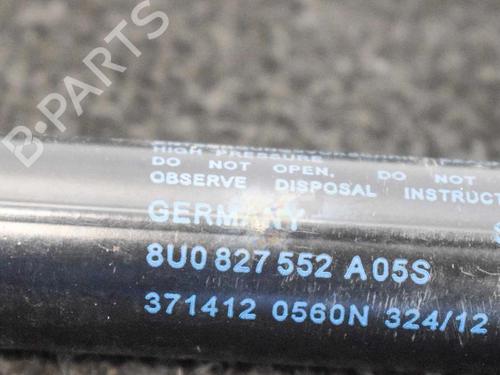 B-PARTS
HIGH PRESSURE
DO NOT OPEN, DO NOT
OBSERVE DISPOSAL INSTRUCT
GERMANY
8U0 827 552 A 05S
371412 0560N 324/12